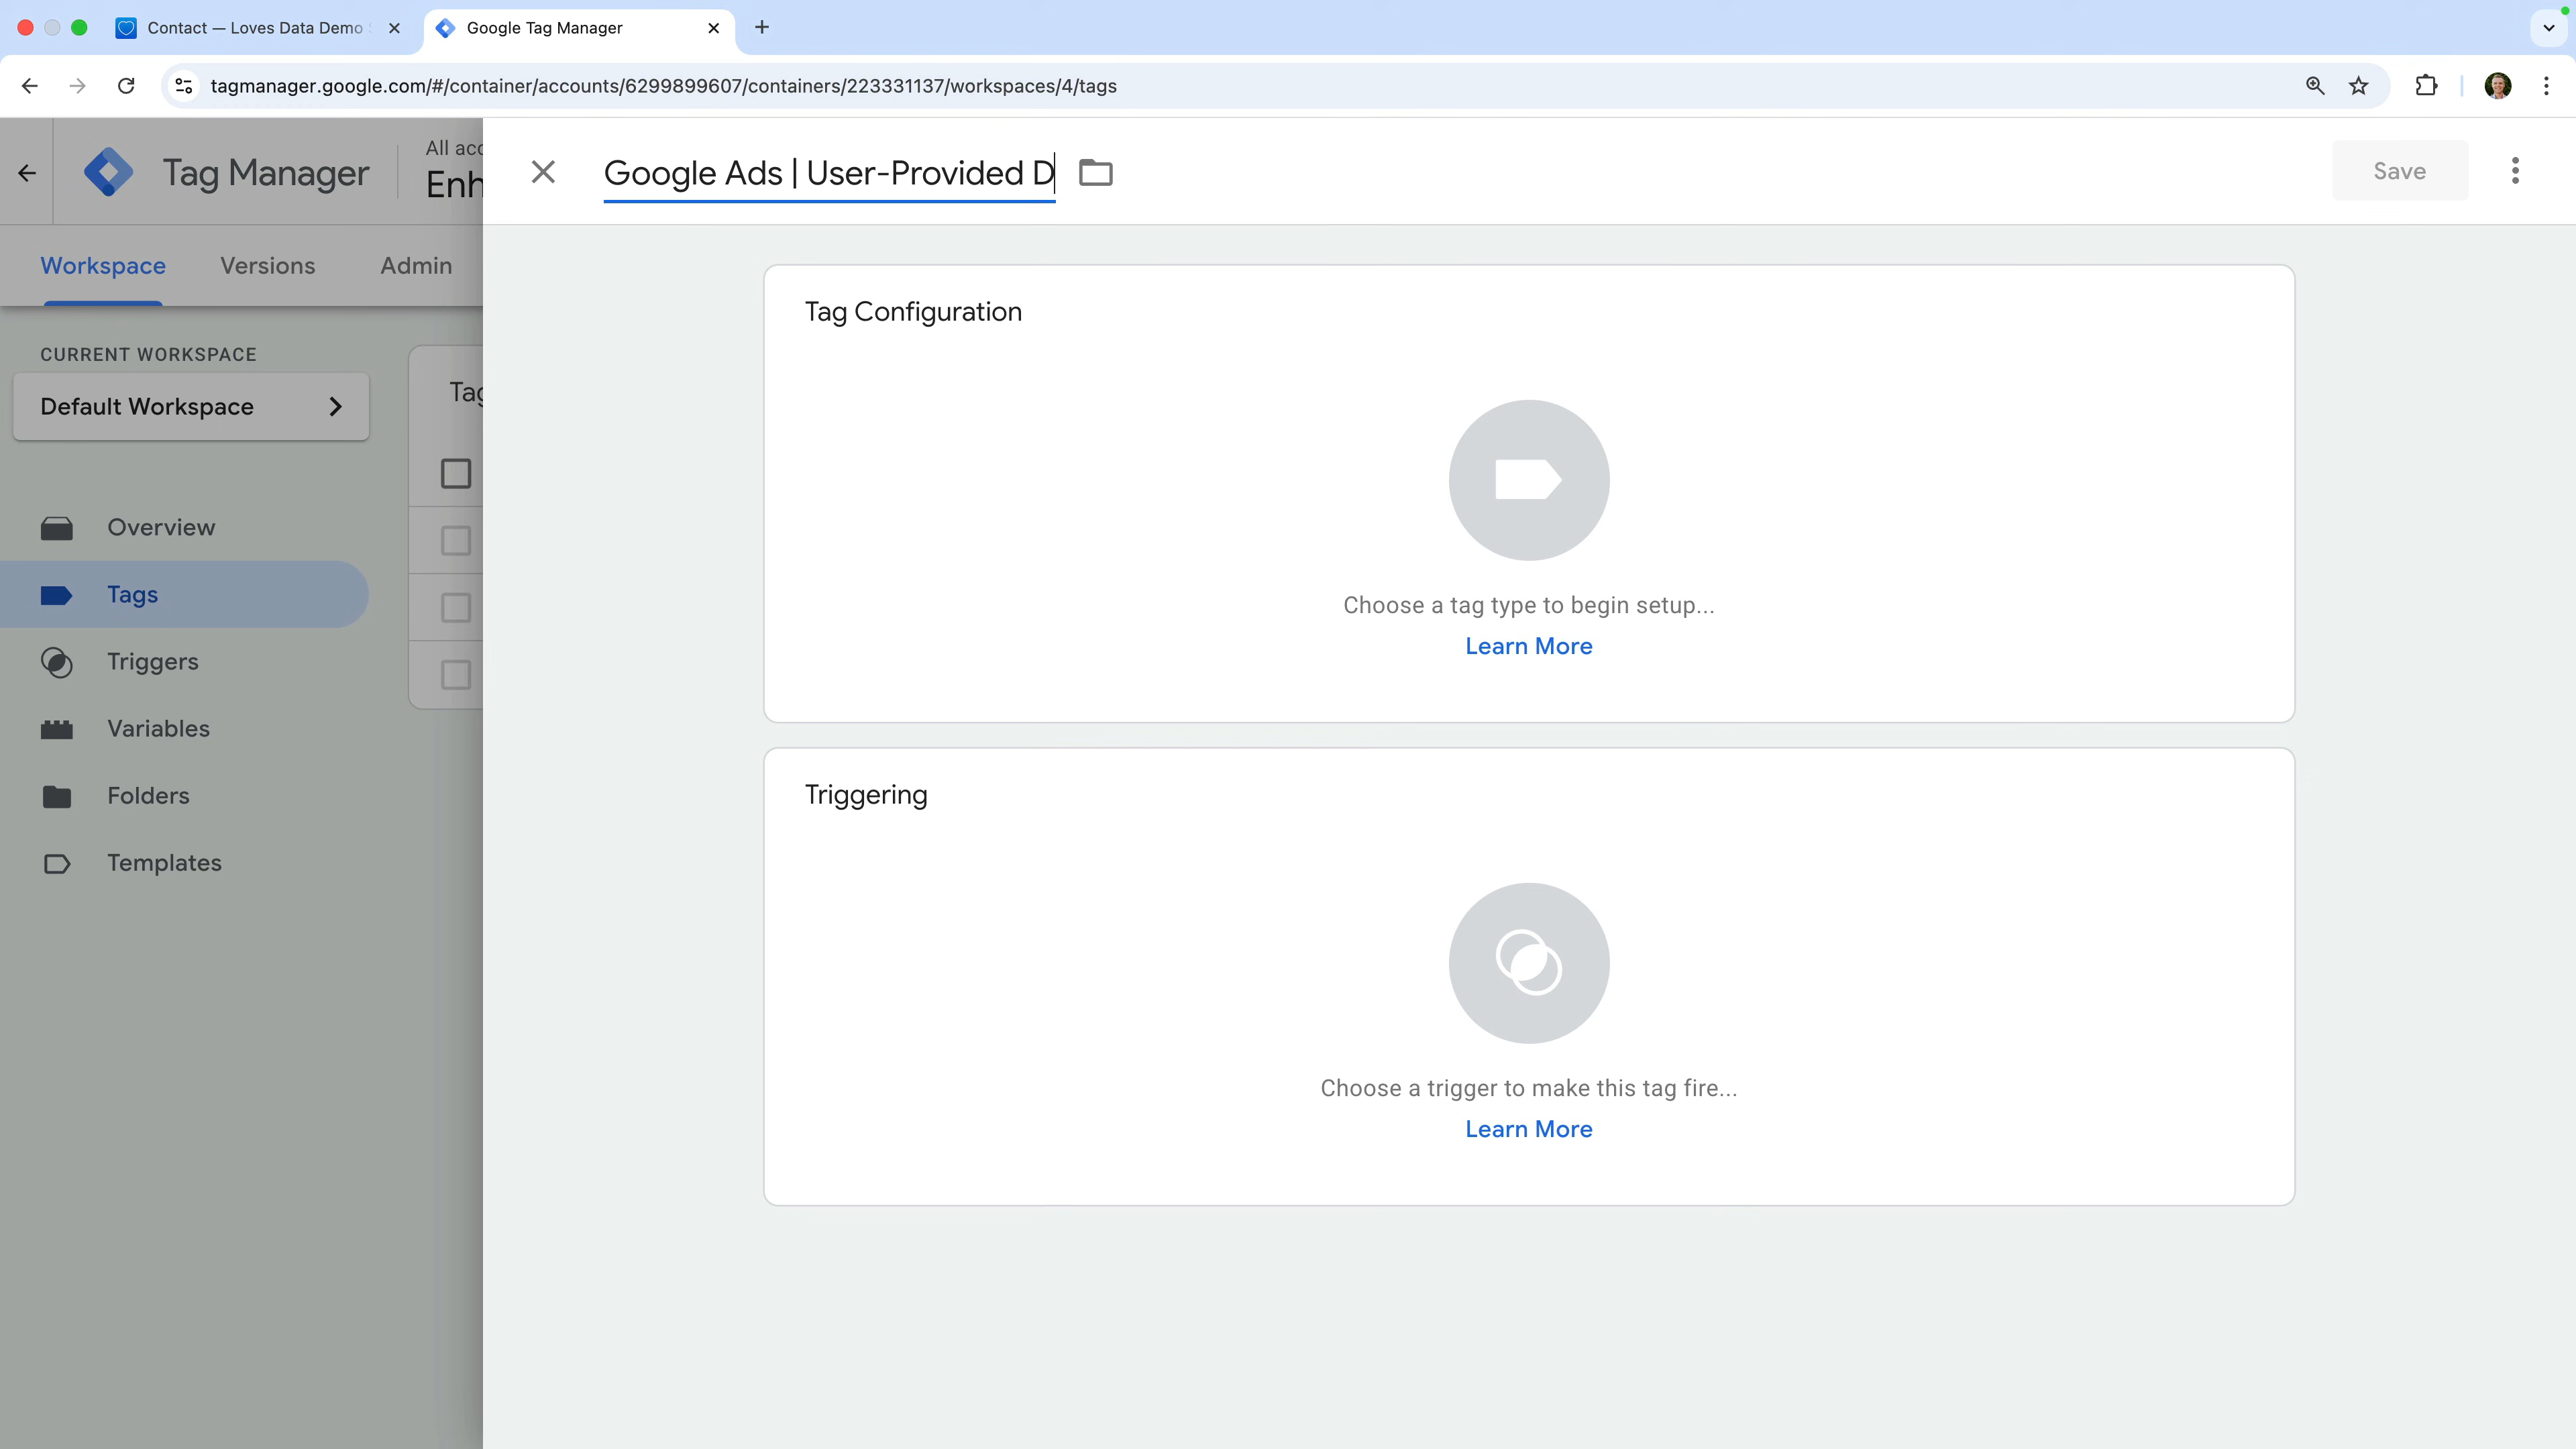 Contact — Loves Data Demo
Google Tag Manager
tagmanager.google.com/#/container/accounts/6299899607/containers/223331137/workspaces/4/tags
Tag Manager
All acc
Enh
Google Ads | User-Provided D
Save
Workspace
Versions
Admin
CURRENT WORKSPACE
Default Workspace
Tag
Overview
Tags
Triggers
Variables
Folders
Templates
Tag Configuration
Choose a tag type to begin setup...
Learn More
Triggering
Choose a trigger to make this tag fire...
Learn More